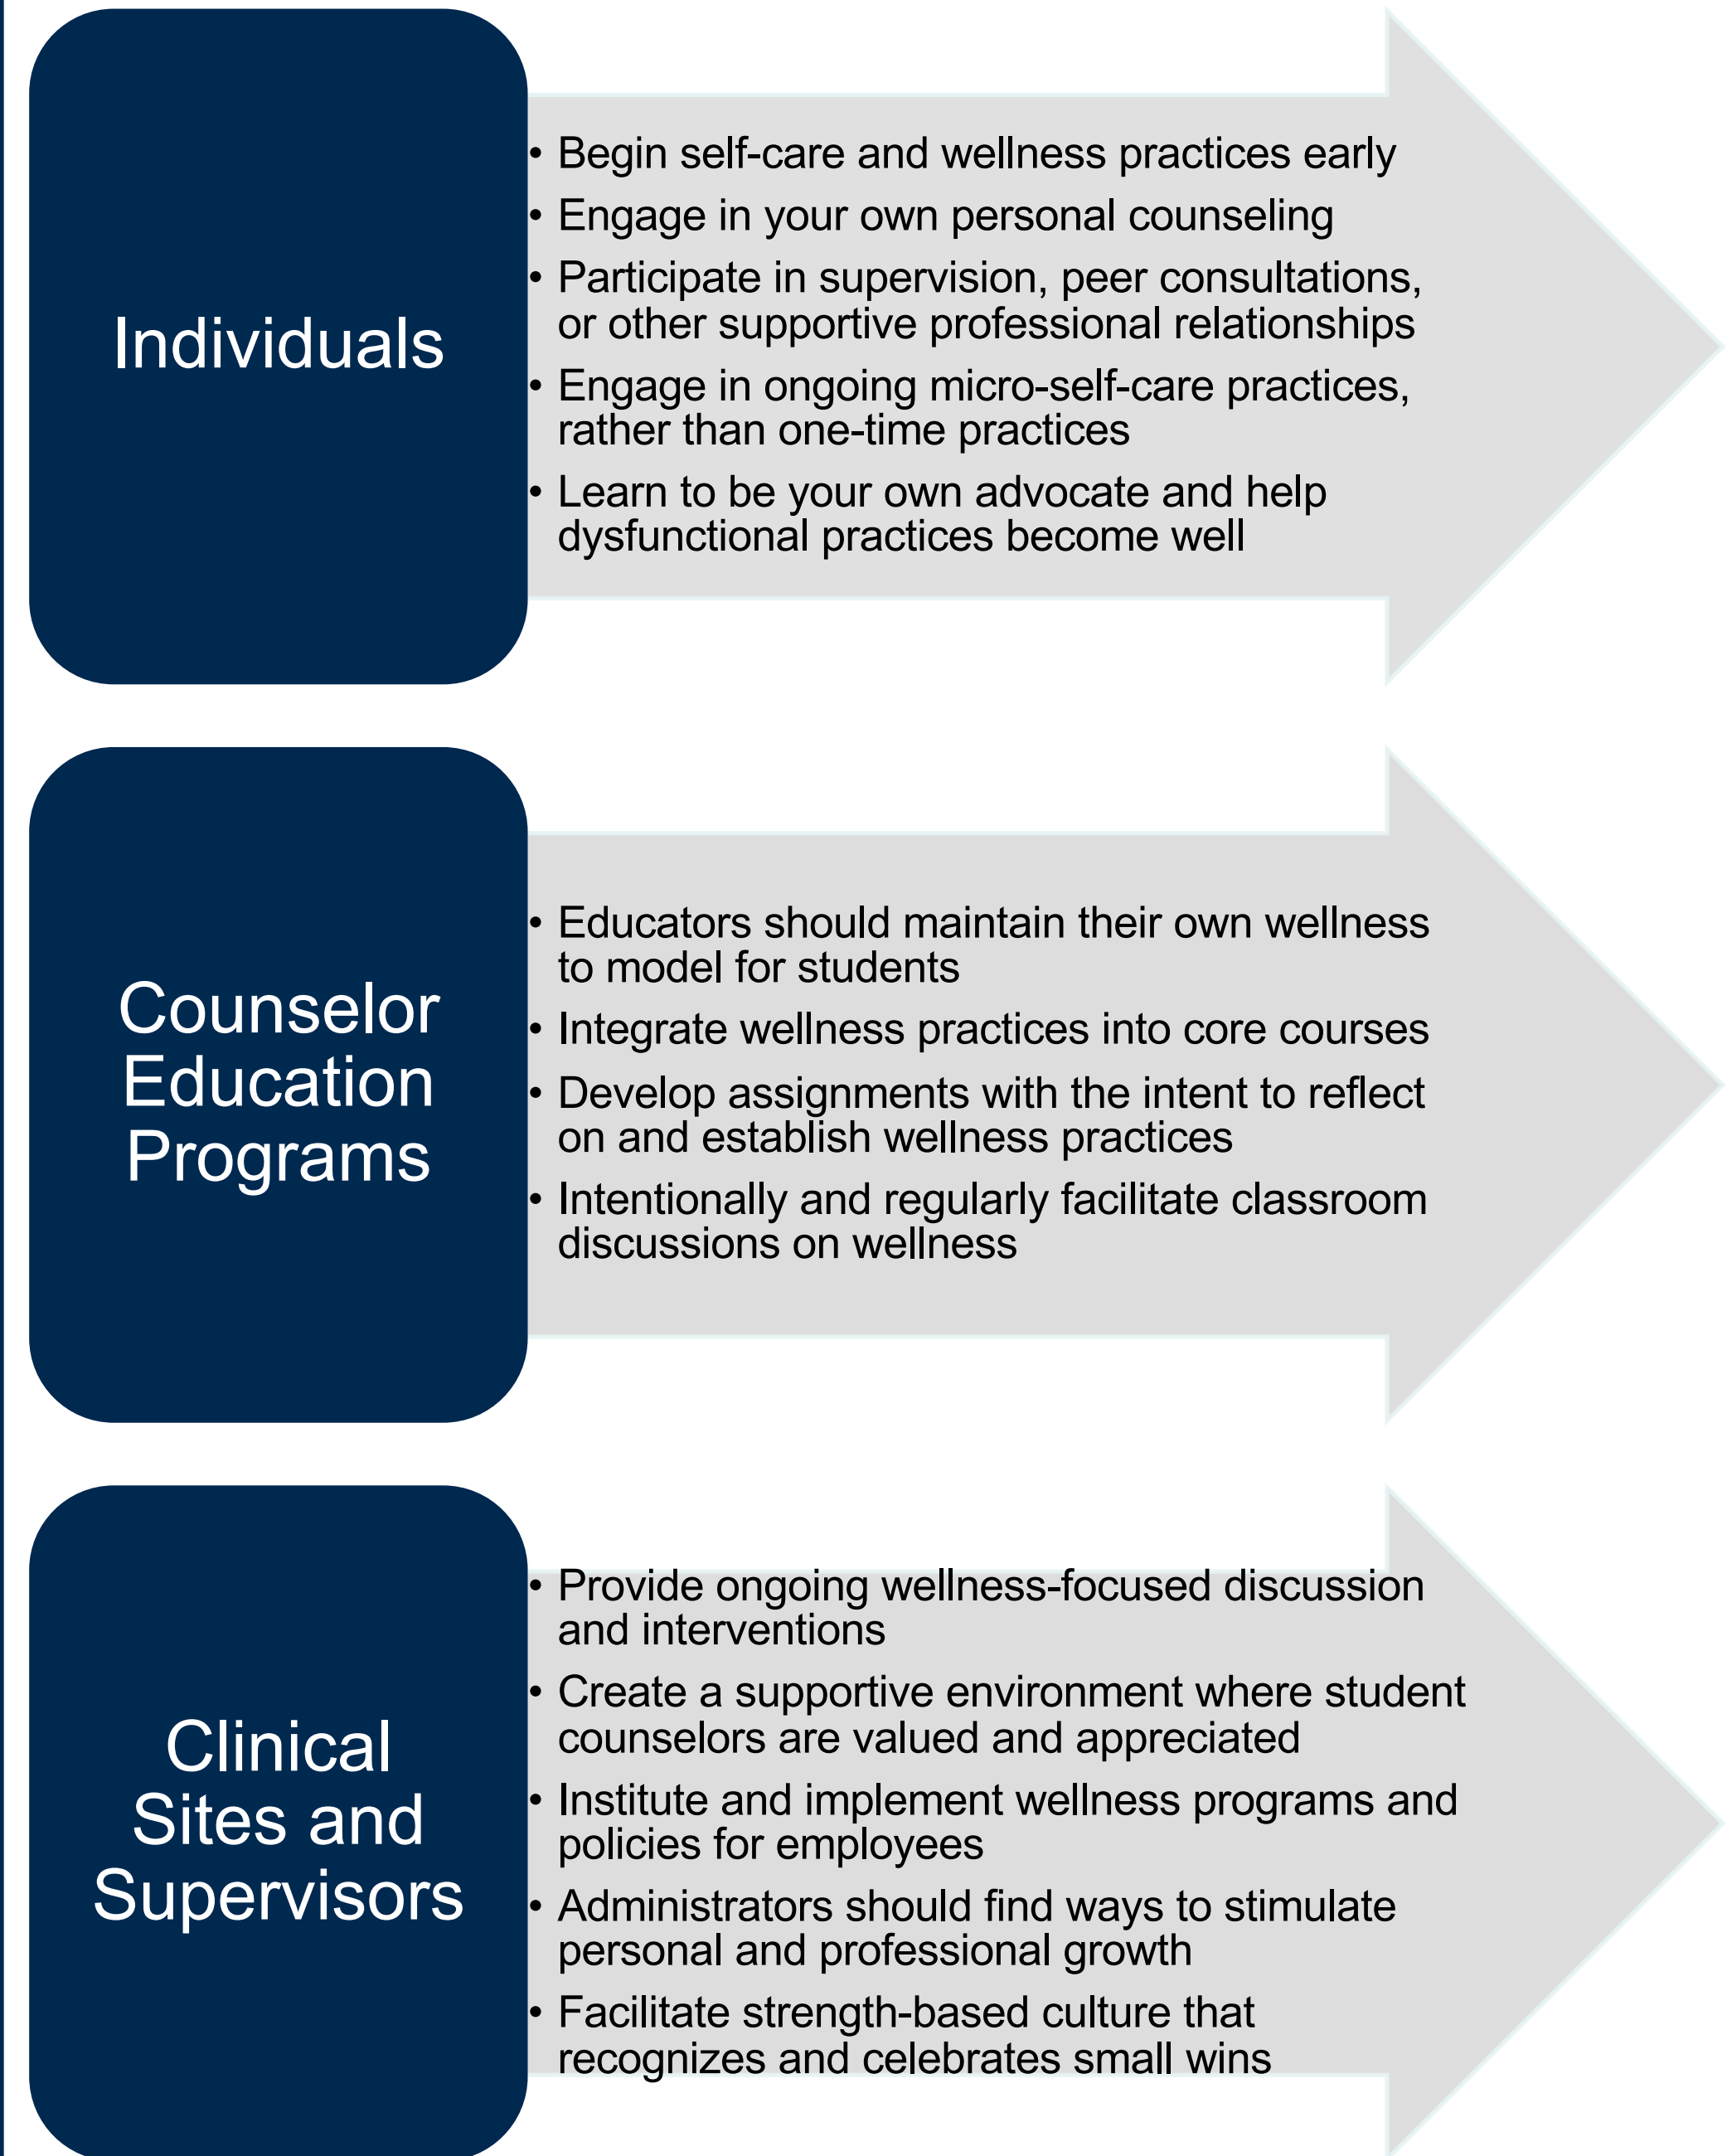 Individuals
• Begin self-care and wellness practices early
• Engage in your own personal counseling
• Participate in supervision, peer consultations,
or other supportive professional relationships
• Engage in ongoing micro-self-care practices,
rather than one-time practices
• Learn to be your own advocate and help
dysfunctional practices become well
Counselor
Education
Programs
• Educators should maintain their own wellness
to model for students
• Integrate wellness practices into core courses
• Develop assignments with the intent to reflect
on and establish wellness practices
• Intentionally and regularly facilitate classroom
discussions on wellness
Clinical
Sites and
Supervisors
• Provide ongoing wellness-focused discussion
and interventions
• Create a supportive environment where student
counselors are valued and appreciated
• Institute and implement wellness programs and
policies for employees
• Administrators should find ways to stimulate
personal and professional growth
• Facilitate strength-based culture that
recognizes and celebrates small wins